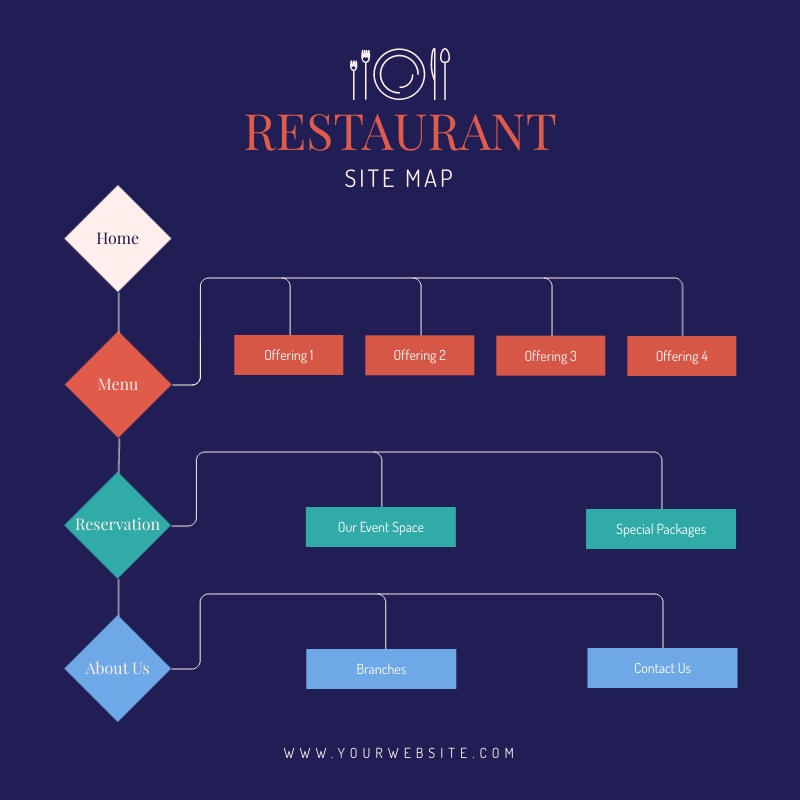 RESTAURANT
SITE MAP
Home
Menu
Offering 1
Offering 2
Offering 3
Offering 4
Reservation
Our Event Space
Special Packages
About Us
Branches
Contact Us
WWW.YOURWEBSITE.COM